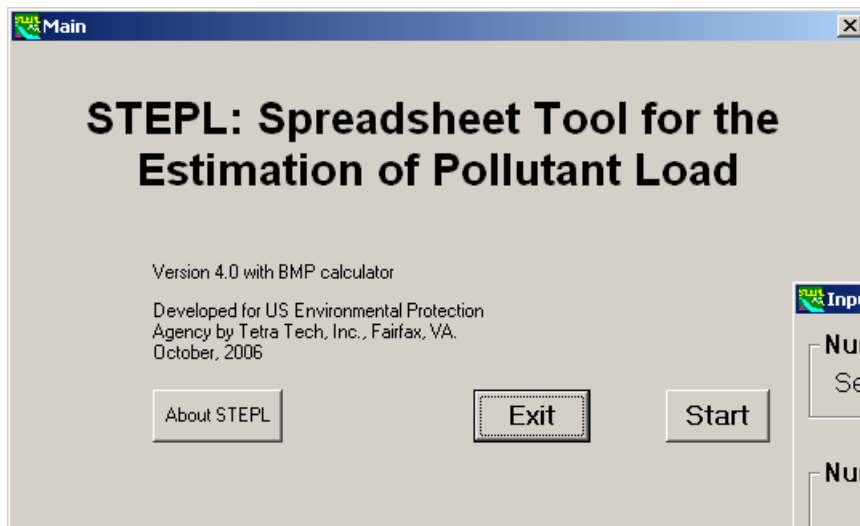 Main
STEPL: Spreadsheet Tool for the
Estimation of Pollutant Load
Version 4.0 with BMP calculator
Developed for US Environmental Protection
Agency by Tetra Tech, Inc., Fairfax, VA.
October, 2006
About STEPL
Exit
Start